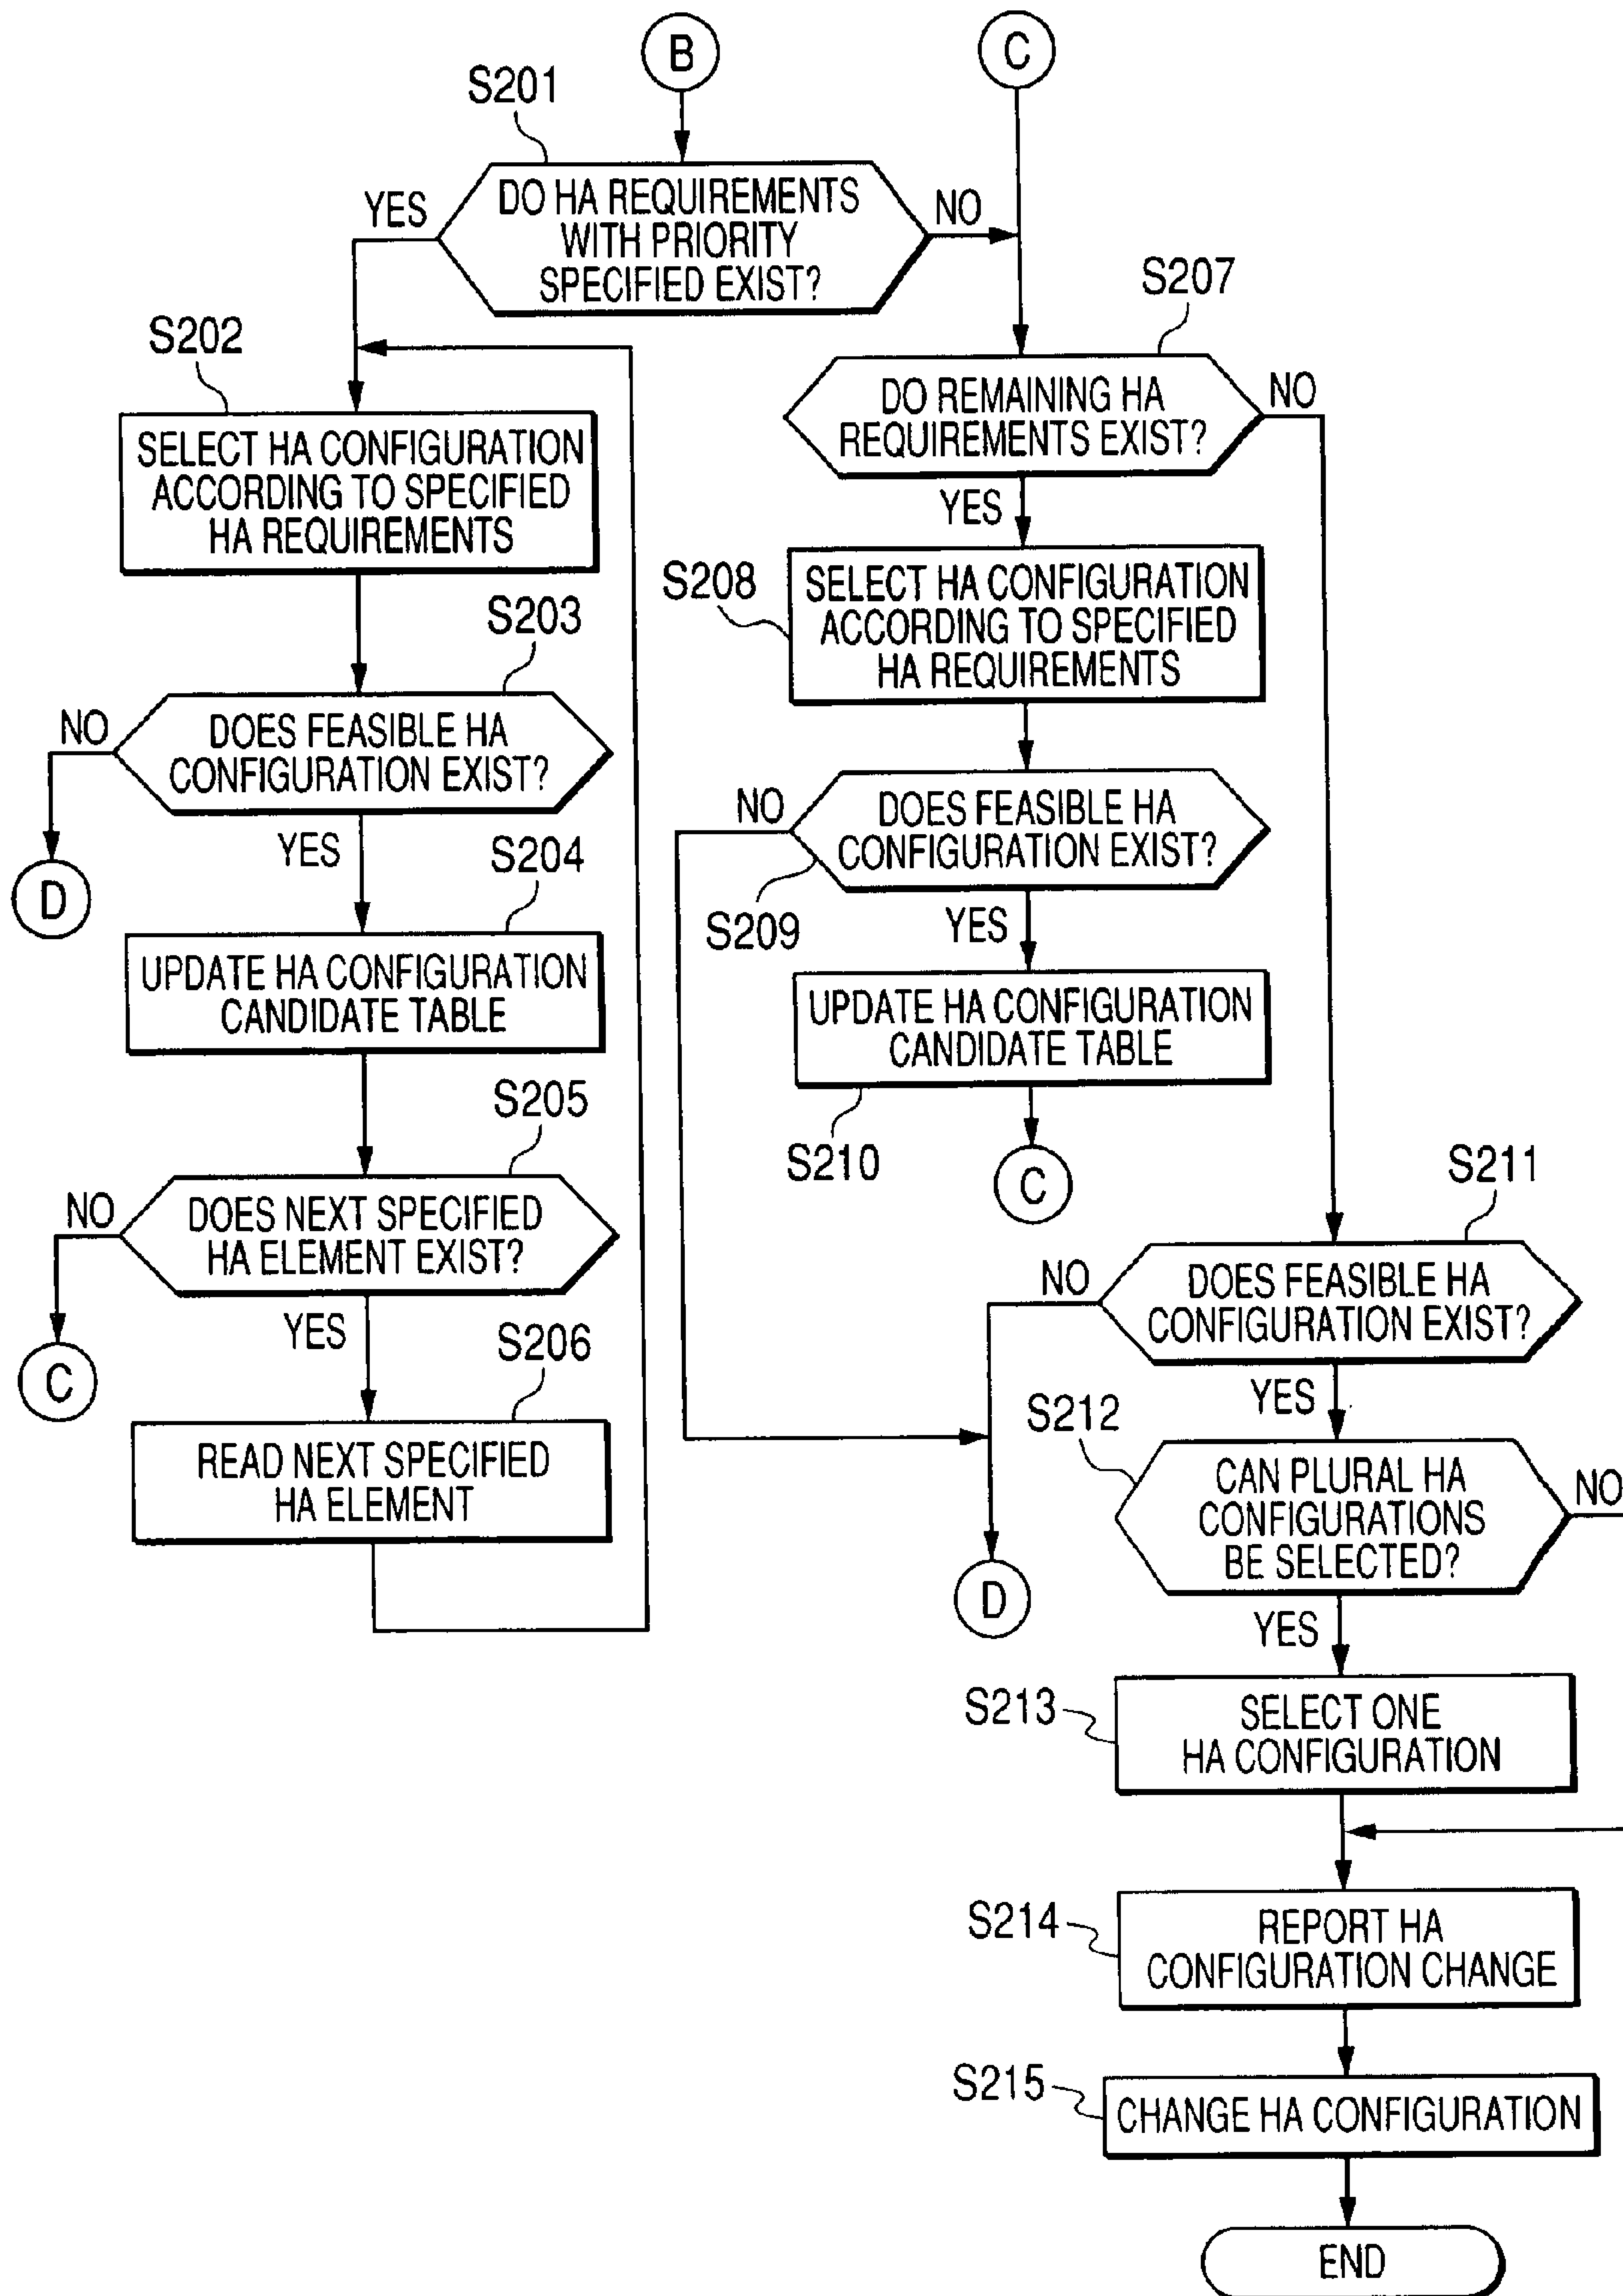 B
C
S201
DO HA REQUIREMENTS
WITH PRIORITY
SPECIFIED EXIST?
YES
NO
S202
SELECT HA CONFIGURATION
ACCORDING TO SPECIFIED
HA REQUIREMENTS
S203
DOES FEASIBLE HA
CONFIGURATION EXIST?
NO
D
YES
S204
UPDATE HA CONFIGURATION
CANDIDATE TABLE
S205
DOES NEXT SPECIFIED
HA ELEMENT EXIST?
NO
C
YES
S206
READ NEXT SPECIFIED
HA ELEMENT
S207
DO REMAINING HA
REQUIREMENTS EXIST?
NO
YES
S208
SELECT HA CONFIGURATION
ACCORDING TO SPECIFIED
HA REQUIREMENTS
NO
DOES FEASIBLE HA
CONFIGURATION EXIST?
S209
YES
UPDATE HA CONFIGURATION
CANDIDATE TABLE
S210
C
S211
NO
DOES FEASIBLE HA
CONFIGURATION EXIST?
YES
S212
CAN PLURAL HA
CONFIGURATIONS
BE SELECTED?
NO
D
YES
S213
SELECT ONE
HA CONFIGURATION
S214
REPORT HA
CONFIGURATION CHANGE
S215
CHANGE HA CONFIGURATION
END